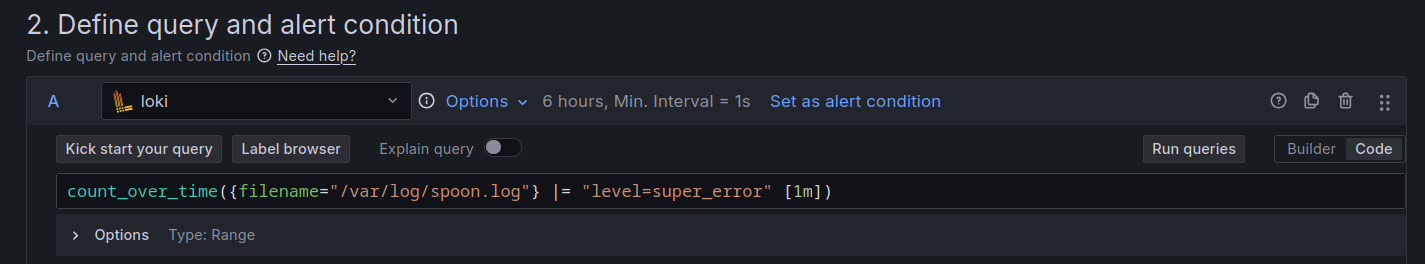 2. Define query and alert condition
Define query and alert condition Need help?
A loki Options 6 hours, Min. Interval = 1s Set as alert condition
Kick start your query Label browser Explain query Run queries Builder Code
count_over_time({filename="/var/log/spoon.log"} |= "level=super_error" [1m])
Options Type: Range